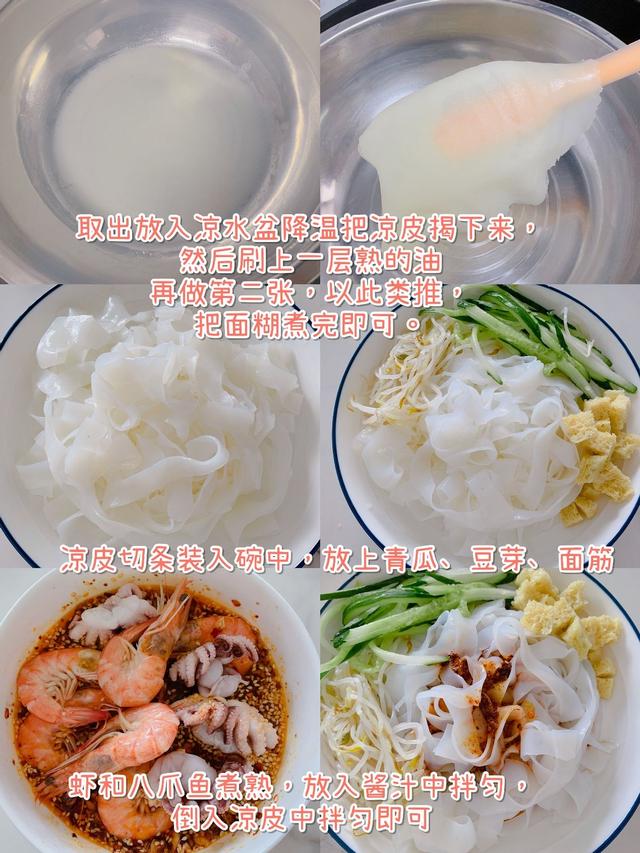 取出放入凉水盆降温把凉皮揭下来，
然后刷上一层熟的油
再做第二张，以此类推，
把面糊煮完即可。
凉皮切条装入碗中，放上青瓜、豆芽、面筋
虾和八爪鱼煮熟，放入酱汁中拌匀，
倒入凉皮中拌匀即可